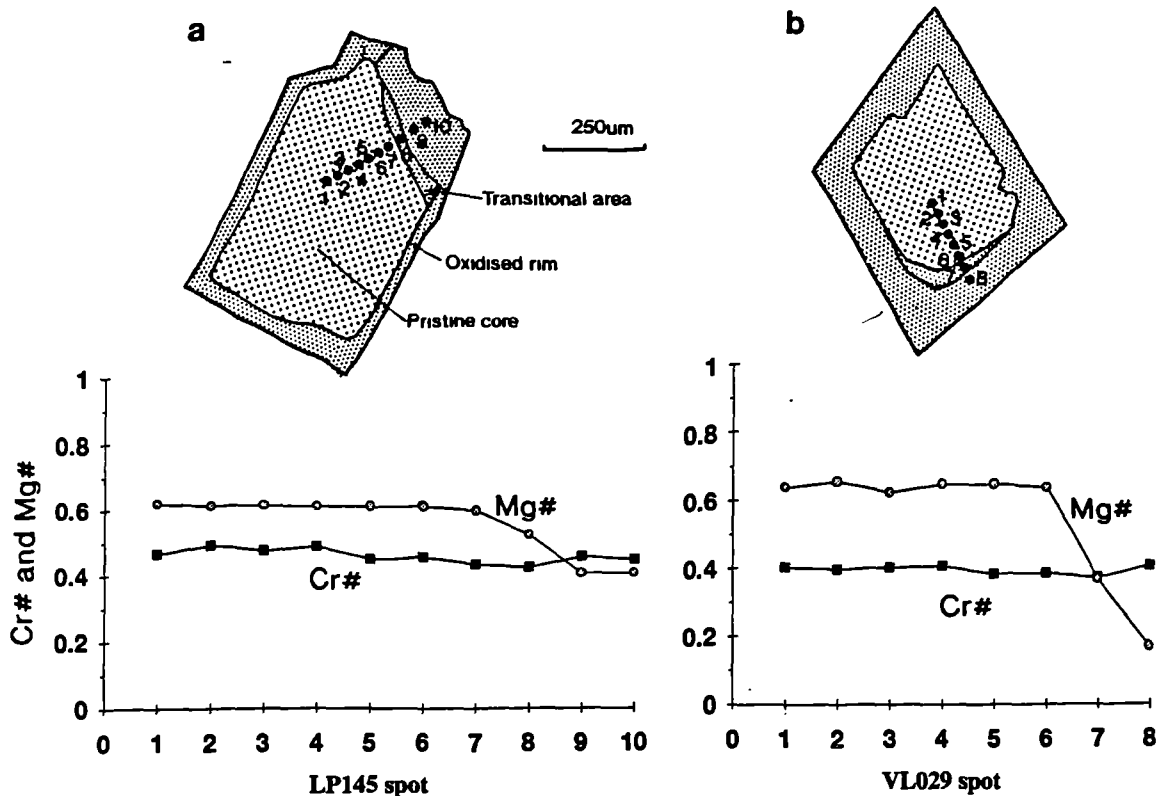 a
b
250um
1 2 3 4 5 6 7 8 9 10
Transitional area
Oxidised rim
Pristine core
1
2 3
4 5
6
8
Cr# and Mg#
1
0.8
0.6
0.4
0.2
0
Mg#
Cr#
0 1 2 3 4 5 6 7 8 9 10
LP145 spot
1
0.8
0.6
0.4
0.2
0
Mg#
Cr#
0 1 2 3 4 5 6 7 8
VL029 spot